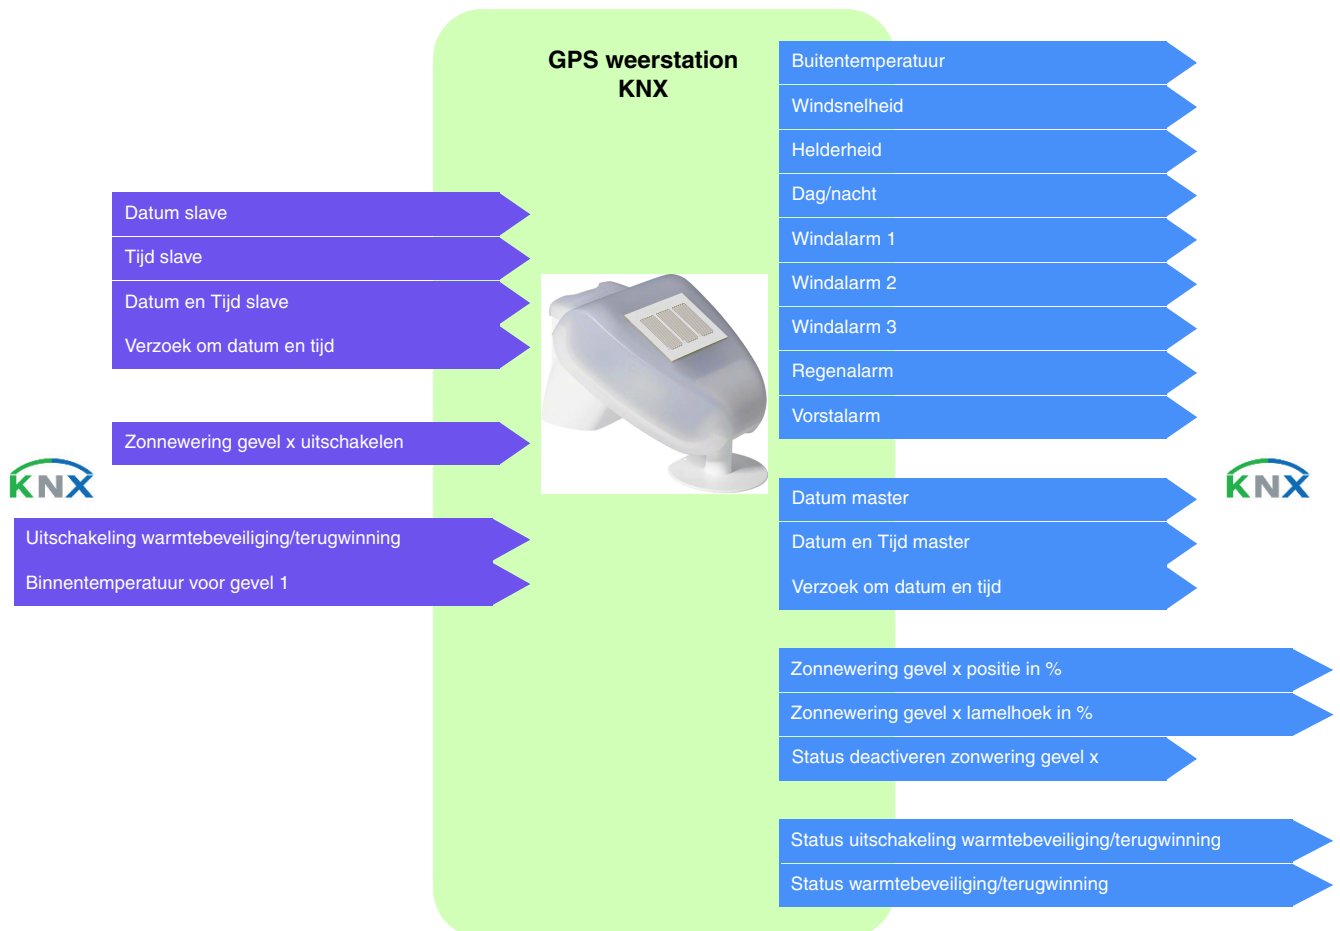 GPS weerstation
KNX
Datum slave
Tijd slave
Datum en Tijd slave
Verzoek om datum en tijd
Zonnewering gevel x uitschakelen
KNX
Uitschakeling warmtebeveiliging/terugwinning
Binnentemperatuur voor gevel 1
Buitentemperatuur
Windsnelheid
Helderheid
Dag/nacht
Windalarm 1
Windalarm 2
Windalarm 3
Regenalarm
Vorstalarm
KNX
Datum master
Datum en Tijd master
Verzoek om datum en tijd
Zonnewering gevel x positie in %
Zonnewering gevel x lamelhoek in %
Status deactiveren zonwering gevel x
Status uitschakeling warmtebeveiliging/terugwinning
Status warmtebeveiliging/terugwinning